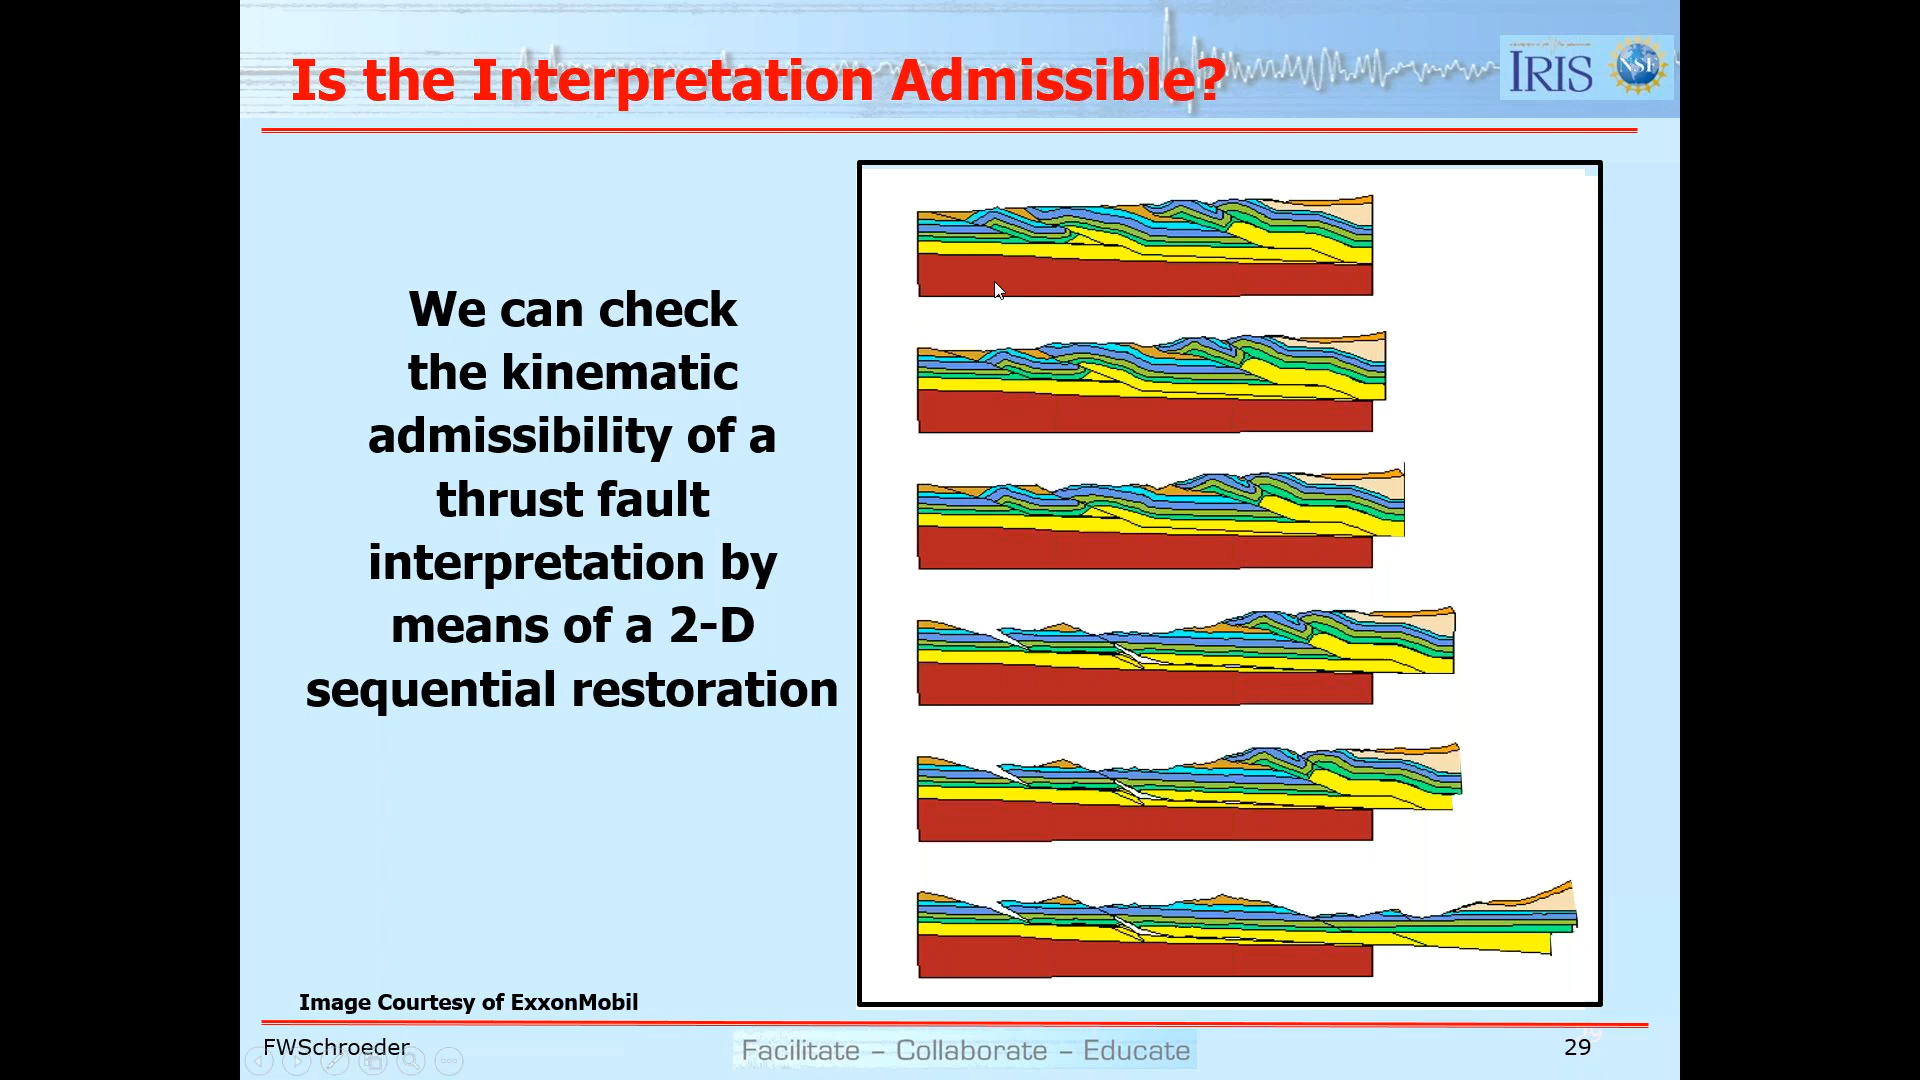 Is the Interpretation Admissible?
IRIS
NSF
We can check
the kinematic
admissibility of a
thrust fault
interpretation by
means of a 2-D
sequential restoration
Image Courtesy of ExxonMobil
FWSchroeder
Facilitate – Collaborate – Educate
29